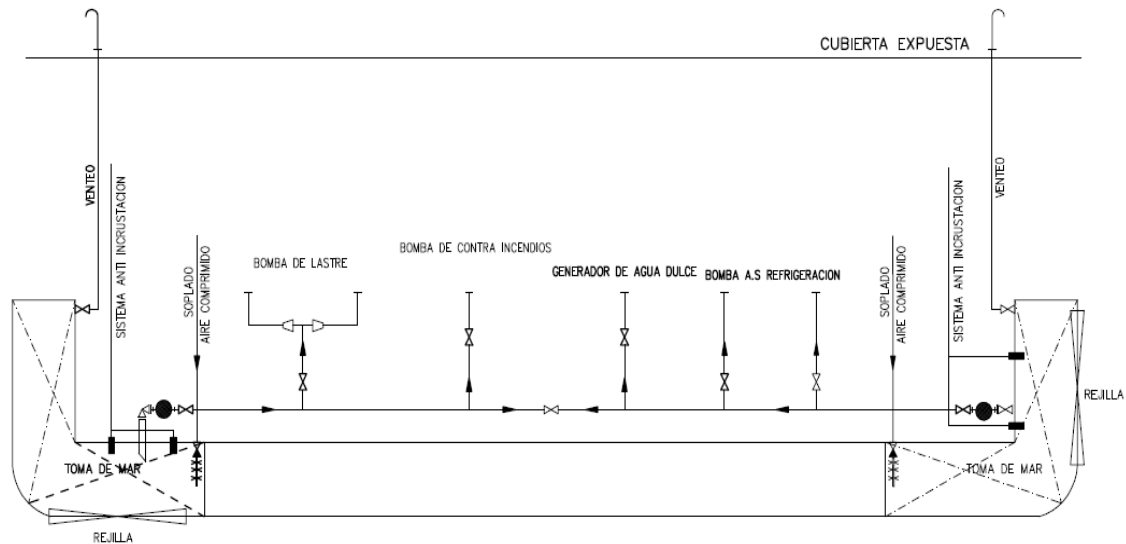 CUBIERTA EXPUESTA
VENTEO
SISTEMA ANTI INCRUSTACION
SOPLADO
AIRE COMPRIMIDO
BOMBA DE LASTRE
BOMBA DE CONTRA INCENDIOS
GENERADOR DE AGUA DULCE
BOMBA A.S REFRIGERACION
SOPLADO
AIRE COMPRIMIDO
SISTEMA ANTI INCRUSTACION
VENTEO
REJILLA
TOMA DE MAR
TOMA DE MAR
REJILLA